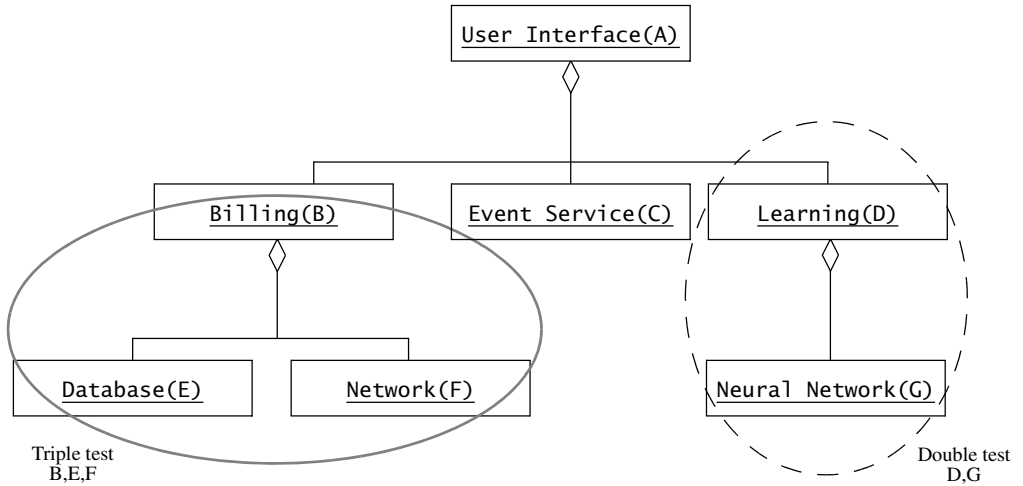 User Interface(A)
Billing(B)
Event Service(C)
Learning(D)
Database(E)
Network(F)
Neural Network(G)
Triple test
B,E,F
Double test
D,G